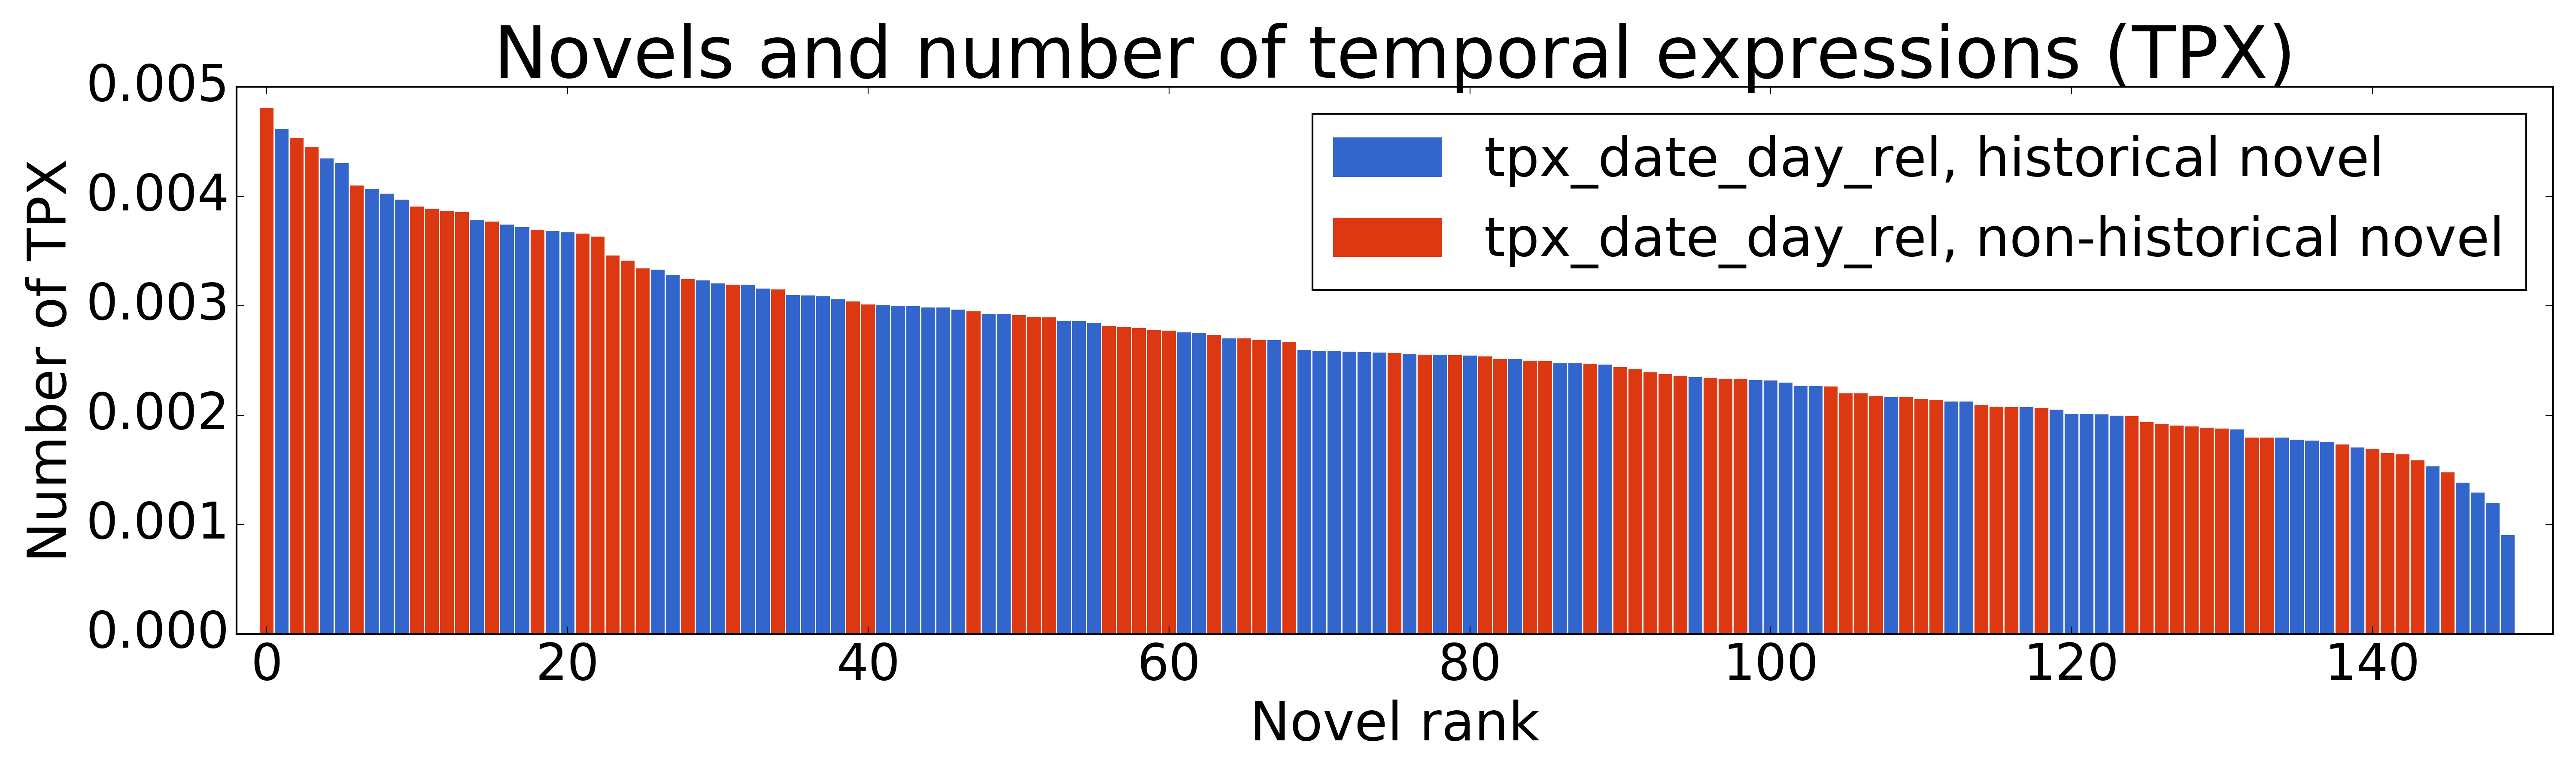 Novels and number of temporal expressions (TPX)
Number of TPX
0.005
0.004
0.003
0.002
0.001
0.000
tpx_date_day_rel, historical novel
tpx_date_day_rel, non-historical novel
0 20 40 60 80 100 120 140
Novel rank